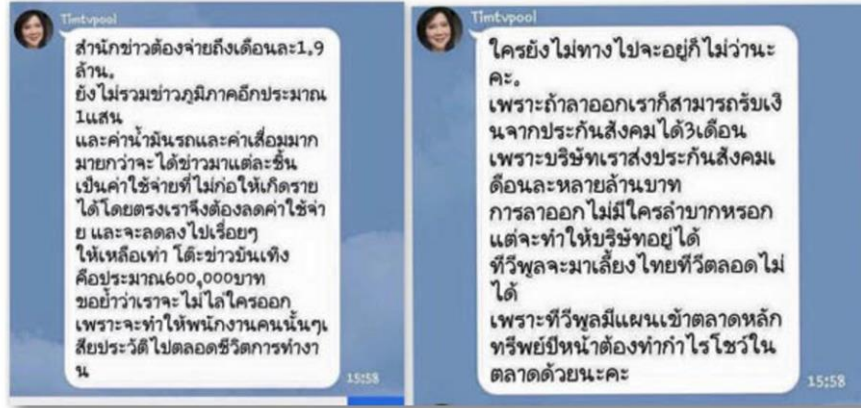 Timtvpool
สำนักข่าวต้องจ่ายถึงเดือนละ1.9
ล้าน.
ยังไม่รวมข่าวภูมิภาคอีกประมาณ
1แสน
และค่าน้ำมันรถและค่าเสื่อมมาก
มายกว่าจะได้ข่าวมาแต่ละชิ้น
เป็นค่าใช้จ่ายที่ไม่ก่อให้เกิดราย
ได้โดยตรงเราจึงต้องลดค่าใช้จ่า
ย และจะลดลงไปเรื่อยๆ
ให้เหลือเท่า โต๊ะข่าวบันเทิง
คือประมาณ600,000บาท
ขอย้ำว่าเราจะไม่ไล่ใครออก
เพราะจะทำให้พนักงานคนนั้นๆเ
สียประวัติไปตลอดชีวิตการทำงา
น
15:58
Timtvpool
ใครยังไม่ทางไปจะอยู่ก็ไม่ว่านะ
คะ.
เพราะถ้าลาออกเราก็สามารถรับเงิ
นจากประกันสังคมได้3เดือน
เพราะบริษัทเราส่งประกันสังคมเ
ดือนละหลายล้านบาท
การลาออกไม่มีใครลำบากหรอก
แต่จะทำให้บริษัทอยู่ได้
ทีวีพูลจะมาเลี้ยงไทยทีวีตลอดไม่
ได้
เพราะทีวีพูลมีแผนเข้าตลาดหลัก
ทรัพย์ปีหน้าต้องทำกำไรโชว์ใน
ตลาดด้วยนะคะ
15:58